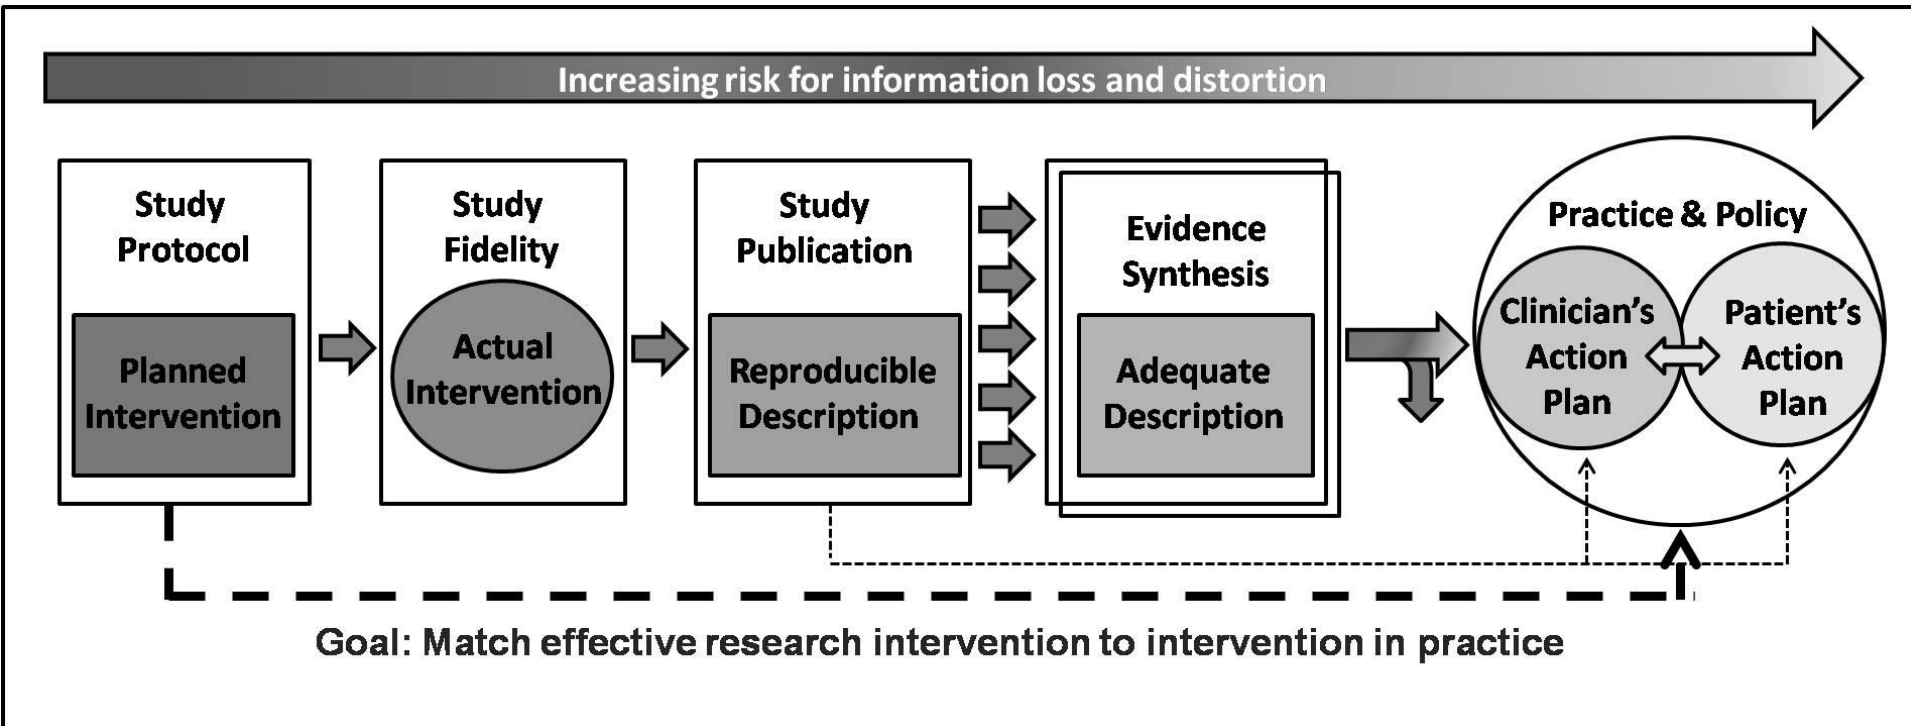 Increasing risk for information loss and distortion
Study
Protocol
Planned
Intervention
Study
Fidelity
Actual
Intervention
Study
Publication
Reproducible
Description
Evidence
Synthesis
Adequate
Description
Practice & Policy
Clinician's
Action
Plan
Patient's
Action
Plan
Goal: Match effective research intervention to intervention in practice